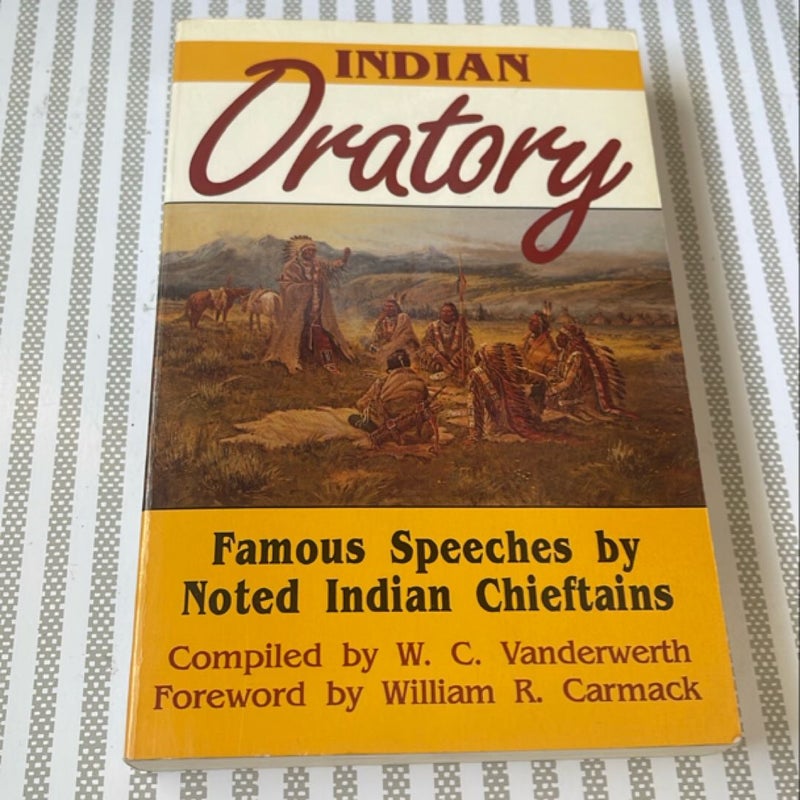 INDIAN
Oratory
Famous Speeches by
Noted Indian Chieftains
Compiled by W. C. Vanderwerth
Foreword by William R. Carmack